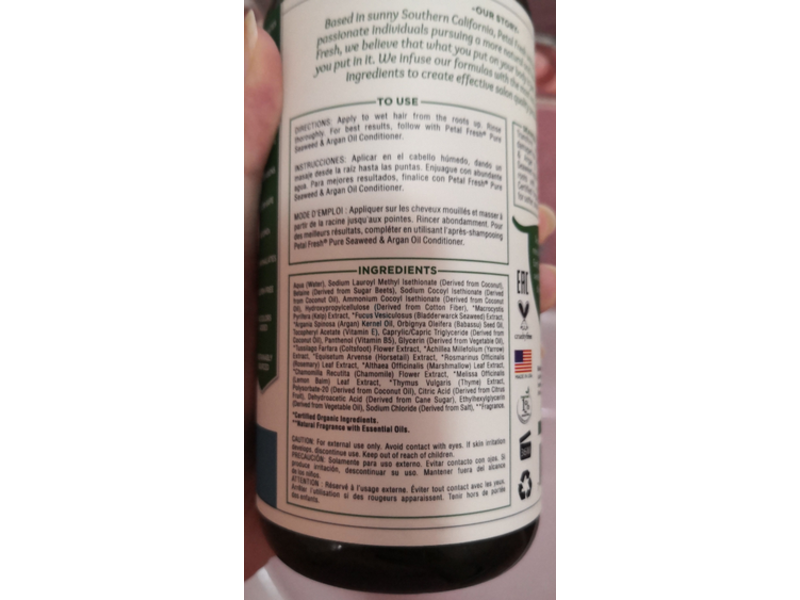 *OUR STORY:
Based in sunny Southern California, Petal Fresh
passionate individuals pursuing a more natural
Fresh, we believe that what you put on your body
you put in it. We infuse our formulas with the
ingredients to create effective salon quality
TO USE
DIRECTIONS: Apply to wet hair from the roots up. Rinse
thoroughly. For best results, follow with Petal Fresh® Pure
Seaweed & Argan Oil Conditioner.
INSTRUCCIONES: Aplicar en el cabello húmedo, dando un
masaje desde la raíz hasta las puntas. Enjuague con abundante
agua. Para mejores resultados, finalice con Petal Fresh® Pure
Seaweed & Argan Oil Conditioner.
MODE D'EMPLOI : Appliquer sur les cheveux mouillés et masser à
partir de la racine jusqu'aux pointes. Rincer abondamment. Pour
des meilleurs résultats, compléter en utilisant l'après-shampooing
Petal Fresh® Pure Seaweed & Argan Oil Conditioner.
INGREDIENTS
Aqua (Water), Sodium Lauroyl Methyl Isethionate (Derived from Coconut),
Betaine (Derived from Sugar Beets), Sodium Cocoyl Isethionate (Derived
from Coconut Oil), Ammonium Cocoyl Isethionate (Derived from Coconut
Oil), Hydroxypropylcellulose (Derived from Cotton Fiber), *Macrocystis
Pyrifera (Kelp) Extract, *Fucus Vesiculosus (Bladderwrack Seaweed) Extract,
*Argania Spinosa (Argan) Kernel Oil, Orbignya Oleifera (Babassu) Seed Oil,
Tocopheryl Acetate (Vitamin E), Caprylic/Capric Triglyceride (Derived from
Coconut Oil), Panthenol (Vitamin B5), Glycerin (Derived from Vegetable Oil),
*Tussilago Farfara (Coltsfoot) Flower Extract, *Achillea Millefolium (Yarrow)
Extract, *Equisetum Arvense (Horsetail) Extract, *Rosmarinus Officinalis
(Rosemary) Leaf Extract, *Althaea Officinalis (Marshmallow) Leaf Extract,
*Chamomilla Recutita (Chamomile) Flower Extract, *Melissa Officinalis
(Lemon Balm) Leaf Extract, *Thymus Vulgaris (Thyme) Extract,
Polysorbate-20 (Derived from Coconut Oil), Citric Acid (Derived from Citrus
Fruit), Dehydroacetic Acid (Derived from Cane Sugar), Ethylhexylglycerin
(Derived from Vegetable Oil), Sodium Chloride (Derived from Salt), **Fragrance.
*Certified Organic Ingredients.
**Natural Fragrance with Essential Oils.
CAUTION: For external use only. Avoid contact with eyes. If skin irritation
develops, discontinue use. Keep out of reach of children.
PRECAUCIÓN: Solamente para uso externo. Evitar contacto con ojos. Si
produce irritación, descontinuar su uso. Mantener fuera del alcance
de los niños.
ATTENTION : Réservé à l'usage externe. Éviter tout contact avec les yeux.
Arrêter l'utilisation si des rougeurs apparaissent. Tenir hors de portée
des enfants.
EAC
cruelty-free
MADE IN USA